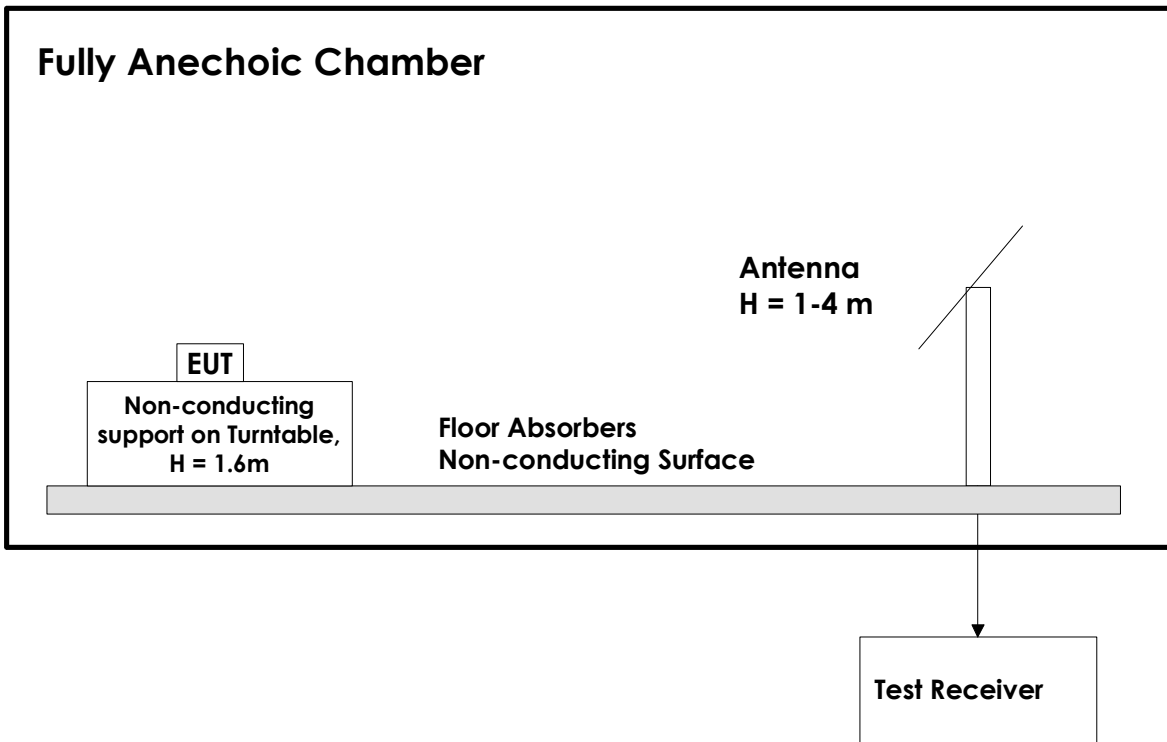 Fully Anechoic Chamber
Antenna
H = 1-4 m
EUT
Non-conducting
support on Turntable,
H = 1.6m
Floor Absorbers
Non-conducting Surface
Test Receiver